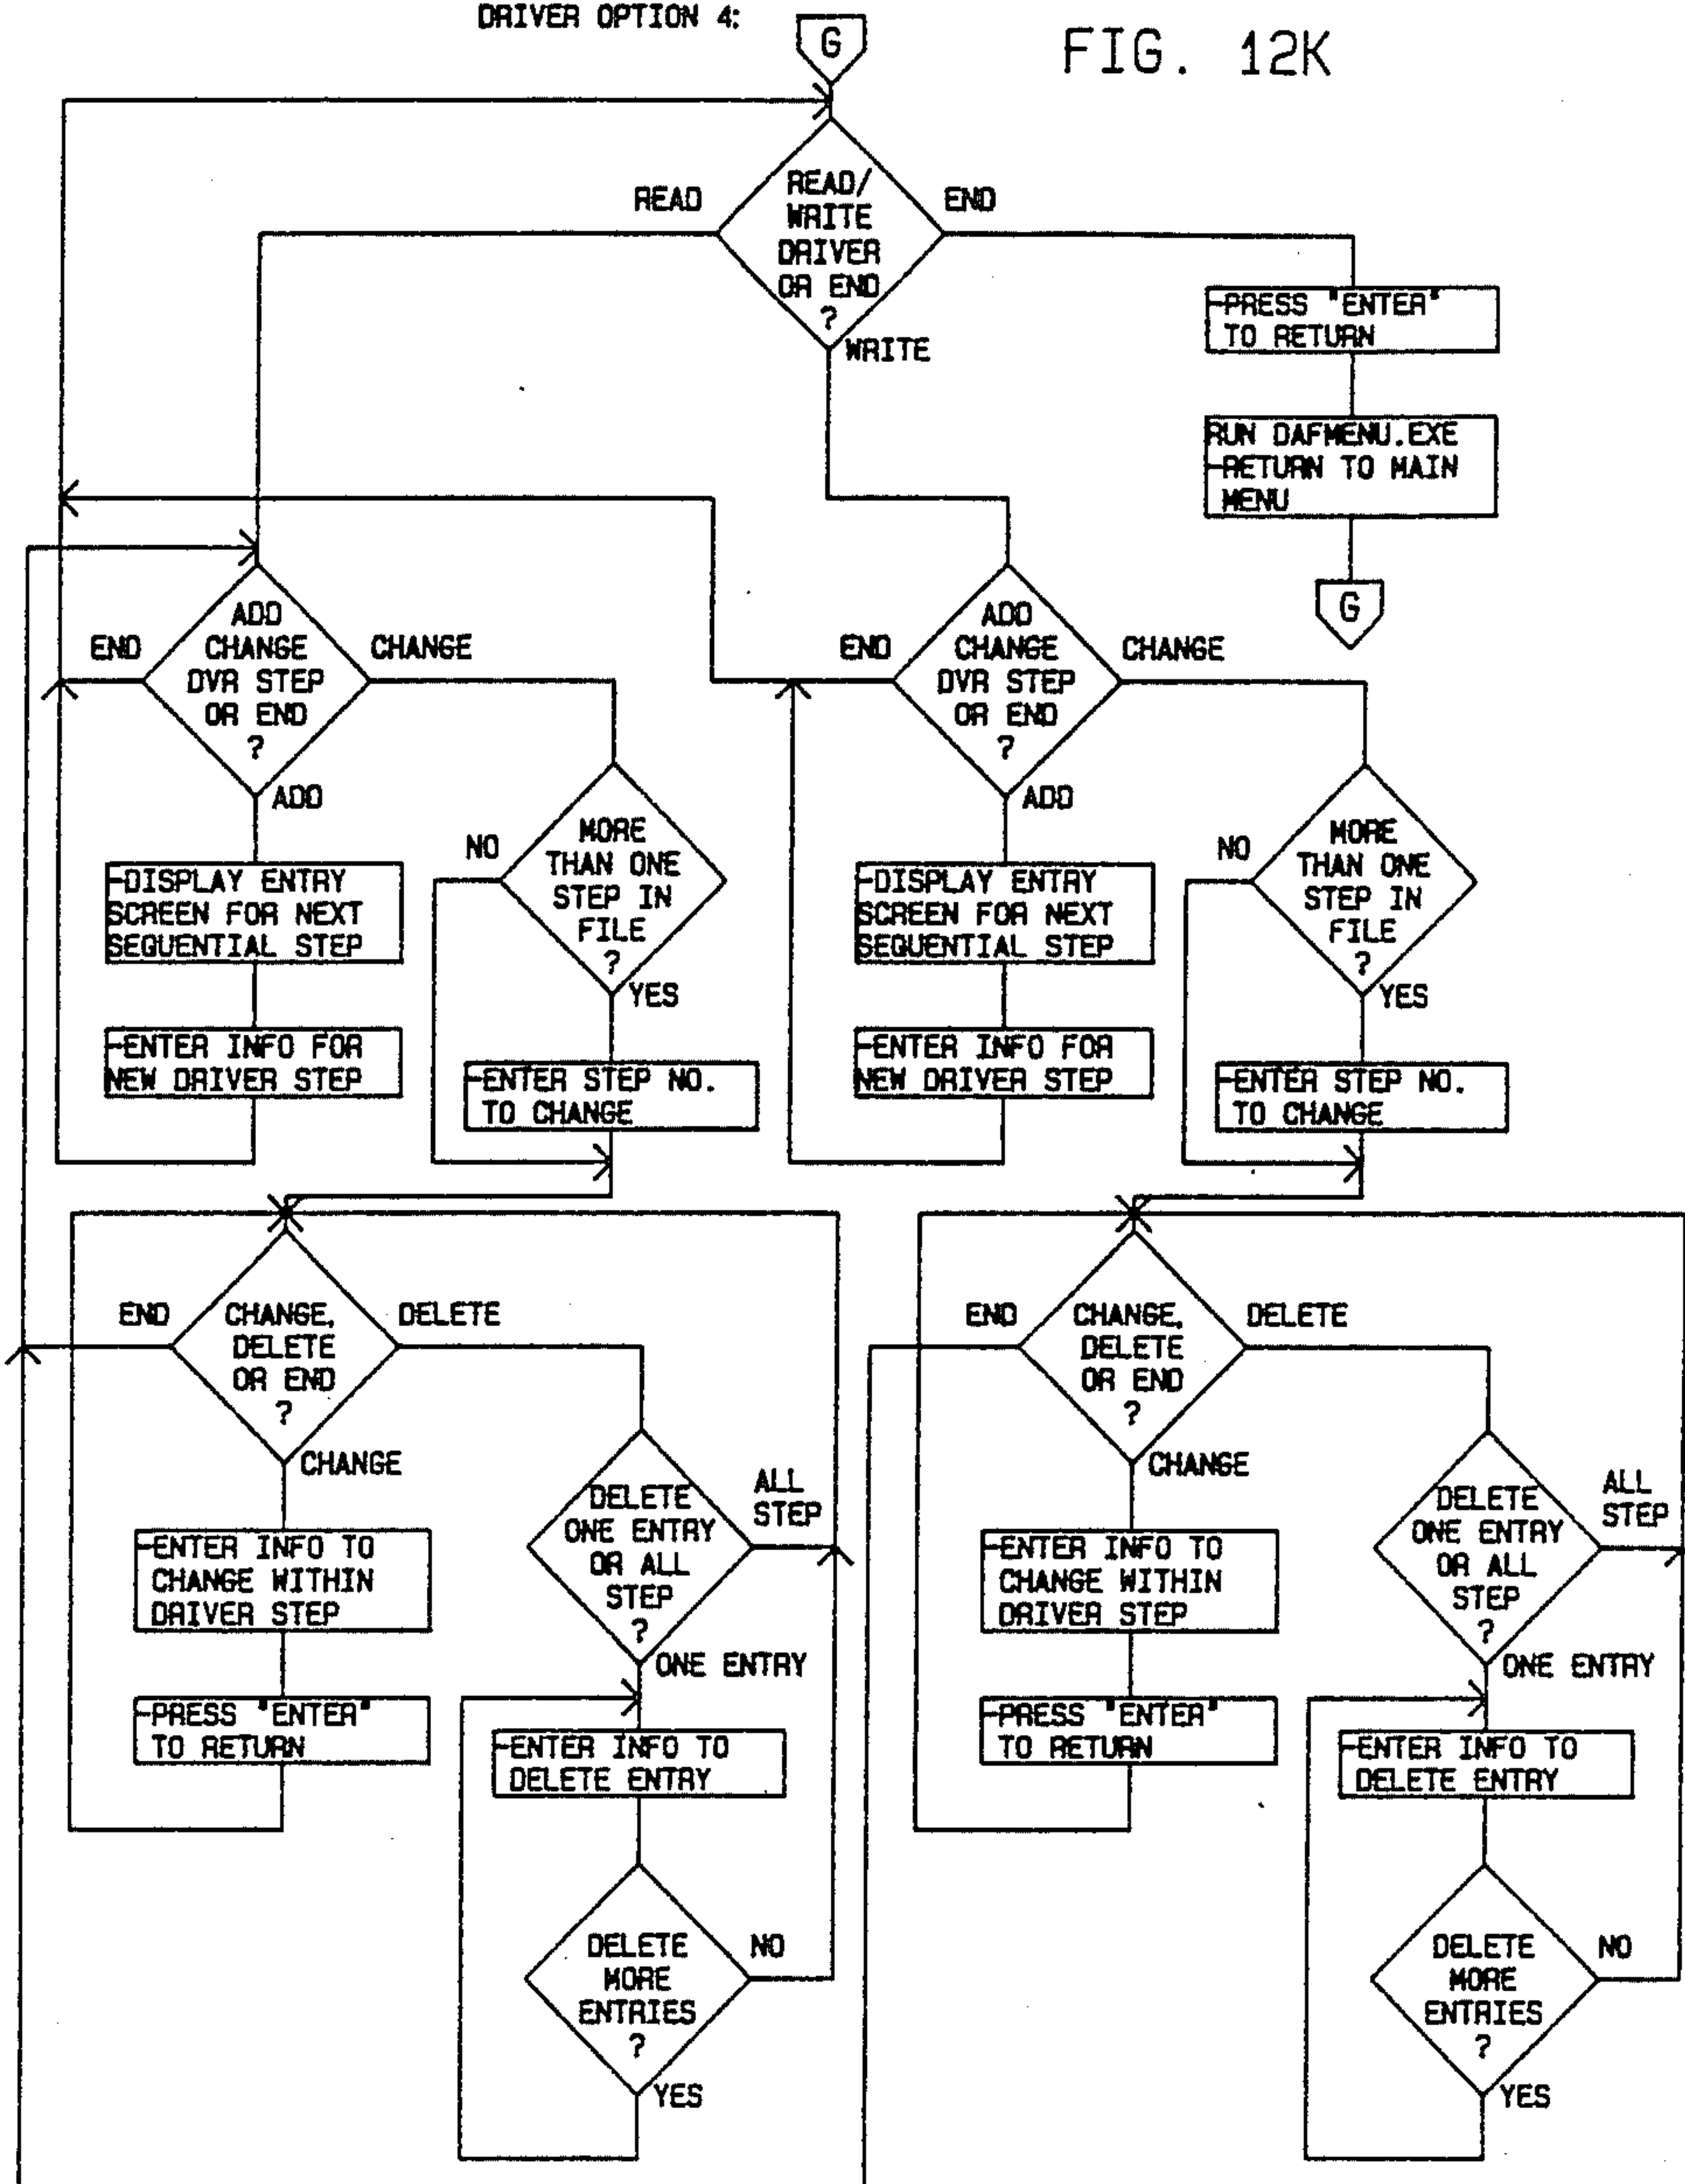 DRIVER OPTION 4:
G
FIG. 12K
READ
READ/
WRITE
DRIVER
OR END
?
END
WRITE
-PRESS "ENTER"
TO RETURN
RUN DAFMENU.EXE
-RETURN TO MAIN
MENU
G
END
ADD
CHANGE
DVR STEP
OR END
?
CHANGE
ADD
END
ADD
CHANGE
DVR STEP
OR END
?
CHANGE
ADD
-DISPLAY ENTRY
SCREEN FOR NEXT
SEQUENTIAL STEP
NO
MORE
THAN ONE
STEP IN
FILE
?
YES
-DISPLAY ENTRY
SCREEN FOR NEXT
SEQUENTIAL STEP
NO
MORE
THAN ONE
STEP IN
FILE
?
YES
-ENTER INFO FOR
NEW DRIVER STEP
-ENTER STEP NO.
TO CHANGE
-ENTER INFO FOR
NEW DRIVER STEP
-ENTER STEP NO.
TO CHANGE
END
CHANGE,
DELETE
OR END
?
DELETE
CHANGE
END
CHANGE,
DELETE
OR END
?
DELETE
CHANGE
-ENTER INFO TO
CHANGE WITHIN
DRIVER STEP
DELETE
ONE ENTRY
OR ALL
STEP
?
ALL
STEP
ONE ENTRY
-ENTER INFO TO
CHANGE WITHIN
DRIVER STEP
DELETE
ONE ENTRY
OR ALL
STEP
?
ALL
STEP
ONE ENTRY
-PRESS "ENTER"
TO RETURN
-ENTER INFO TO
DELETE ENTRY
-PRESS "ENTER"
TO RETURN
-ENTER INFO TO
DELETE ENTRY
DELETE
MORE
ENTRIES
?
NO
YES
DELETE
MORE
ENTRIES
?
NO
YES